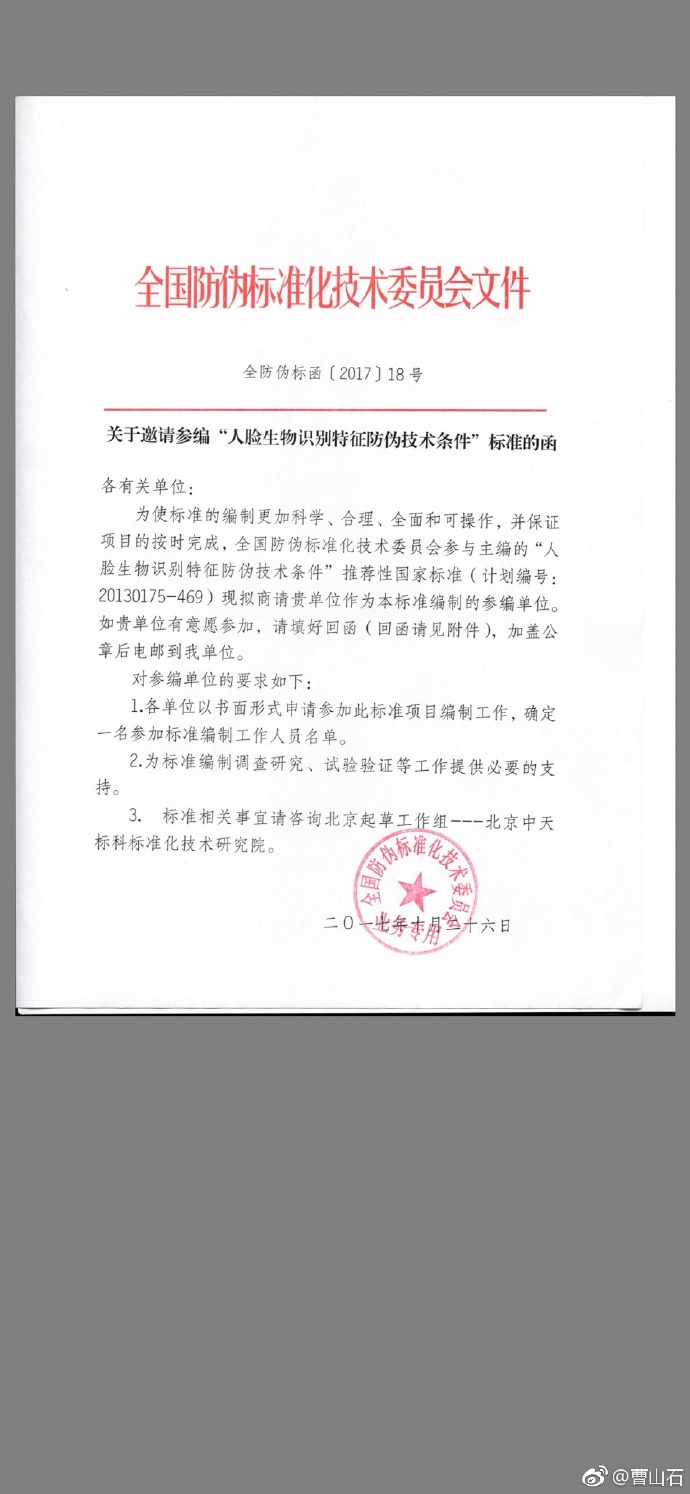 全国防伪标准化技术委员会文件
全防伪标函〔2017〕18号
关于邀请参编“人脸生物识别特征防伪技术条件”标准的函
各有关单位：
为使标准的编制更加科学、合理、全面和可操作，并保证
项目的按时完成，全国防伪标准化技术委员会参与主编的“人
脸生物识别特征防伪技术条件”推荐性国家标准（计划编号：
20130175-469）现拟商请贵单位作为本标准编制的参编单位。
如贵单位有意愿参加，请填好回函（回函请见附件），加盖公
章后电邮到我单位。
对参编单位的要求如下：
1.各单位以书面形式申请参加此标准项目编制工作，确定
一名参加标准编制工作人员名单。
2.为标准编制调查研究、试验验证等工作提供必要的支
持。
3. 标准相关事宜请咨询北京起草工作组---北京中天
标科标准化技术研究院。
全国防伪标准化技术委员会
业务专用
二〇一七年十月二十六日
@曹山石